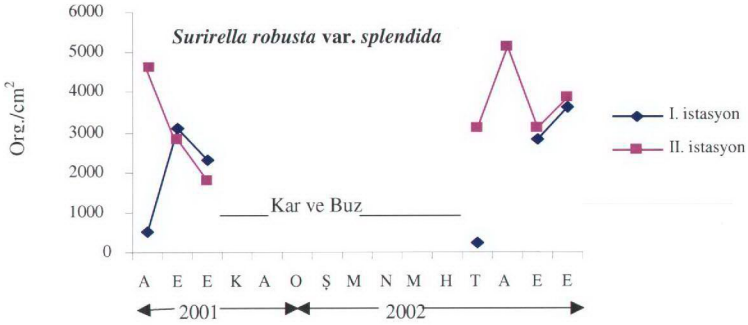 Surirella robusta var. splendida
Org./cm²
6000
5000
4000
3000
2000
1000
0
Kar ve Buz
I. istasyon
II. istasyon
A E E K A O Ş M N M H T A E E
2001 2002